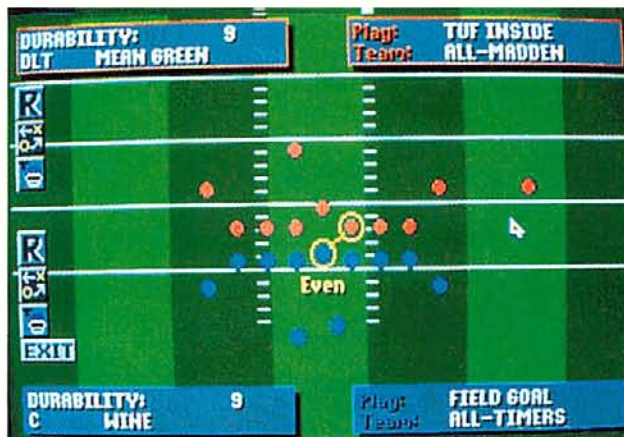 DURABILITY: 9
DLT MEAN GREEN
Play: TUF INSIDE
Team: ALL-MADDEN
R
R
EXIT
Even
DURABILITY: 9
C WINE
Play: FIELD GOAL
Team: ALL-TIMERS